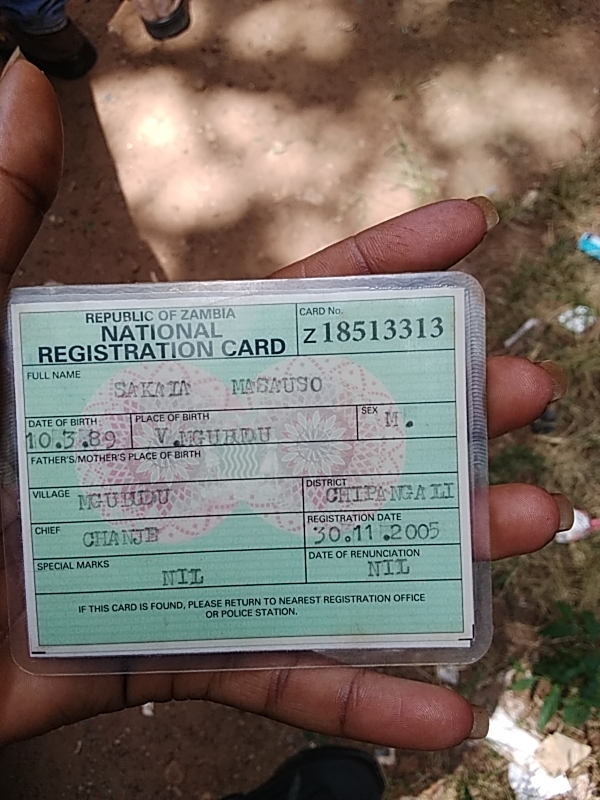 REPUBLIC OF ZAMBIA
NATIONAL
REGISTRATION CARD
CARD No.
Z 18513313
FULL NAME
SAKALA MASAUSO
DATE OF BIRTH
10.3.89
PLACE OF BIRTH
V.MGUHDU
SEX
M.
FATHER'S/MOTHER'S PLACE OF BIRTH
VILLAGE
MGUHDU
DISTRICT
CHIPANGALI
CHIEF
CHANJE
REGISTRATION DATE
30.11.2005
SPECIAL MARKS
NIL
DATE OF RENUNCIATION
NIL
IF THIS CARD IS FOUND, PLEASE RETURN TO NEAREST REGISTRATION OFFICE
OR POLICE STATION.